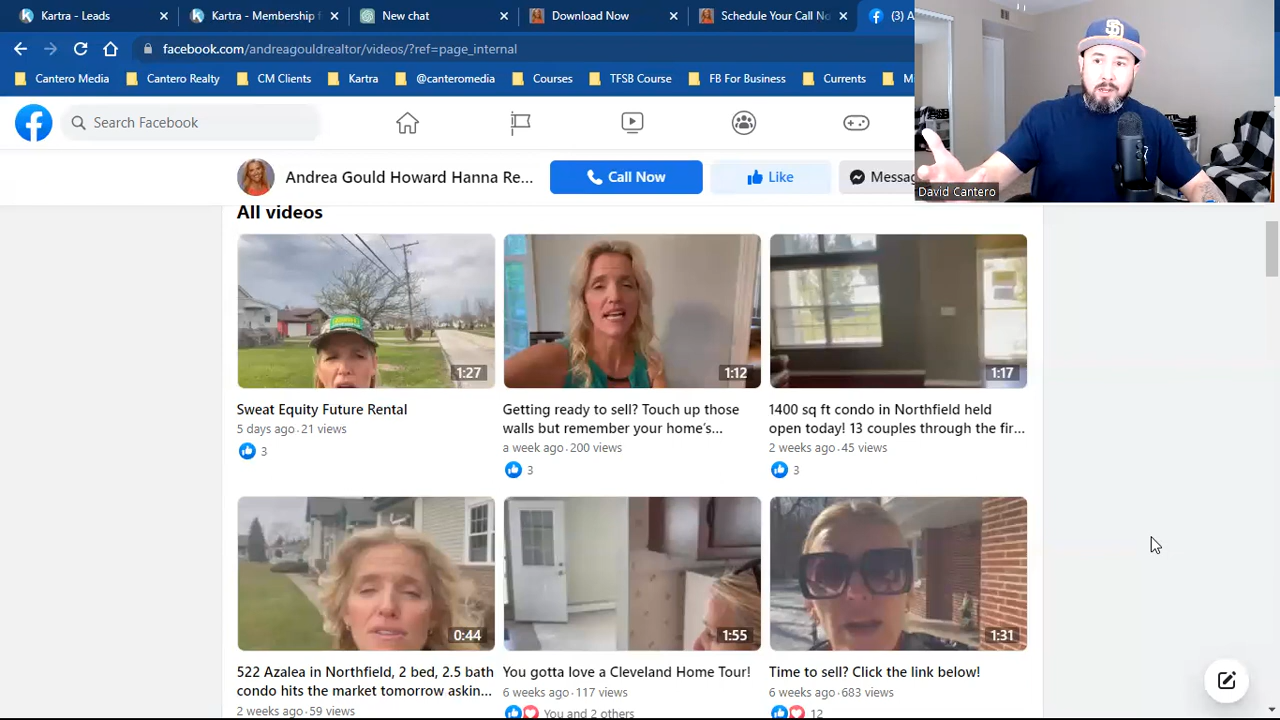 Kartra - Leads
Kartra - Membership f
New chat
Download Now
Schedule Your Call No
(3) A
facebook.com/andreagouldrealtor/videos/?ref=page_internal
Cantero Media
Cantero Realty
CM Clients
Kartra
@canteromedia
Courses
TFSB Course
FB For Business
Currents
M
SD
David Cantero
Search Facebook
Andrea Gould Howard Hanna Re...
Call Now
Like
Messag
All videos
1:27
1:12
1:17
Sweat Equity Future Rental
5 days ago · 21 views
3
Getting ready to sell? Touch up those
walls but remember your home's...
a week ago · 200 views
3
1400 sq ft condo in Northfield held
open today! 13 couples through the fir...
2 weeks ago · 45 views
3
0:44
1:55
1:31
522 Azalea in Northfield, 2 bed, 2.5 bath
condo hits the market tomorrow askin...
2 weeks ago · 59 views
You gotta love a Cleveland Home Tour!
6 weeks ago · 117 views
You and 2 others
Time to sell? Click the link below!
6 weeks ago · 683 views
12